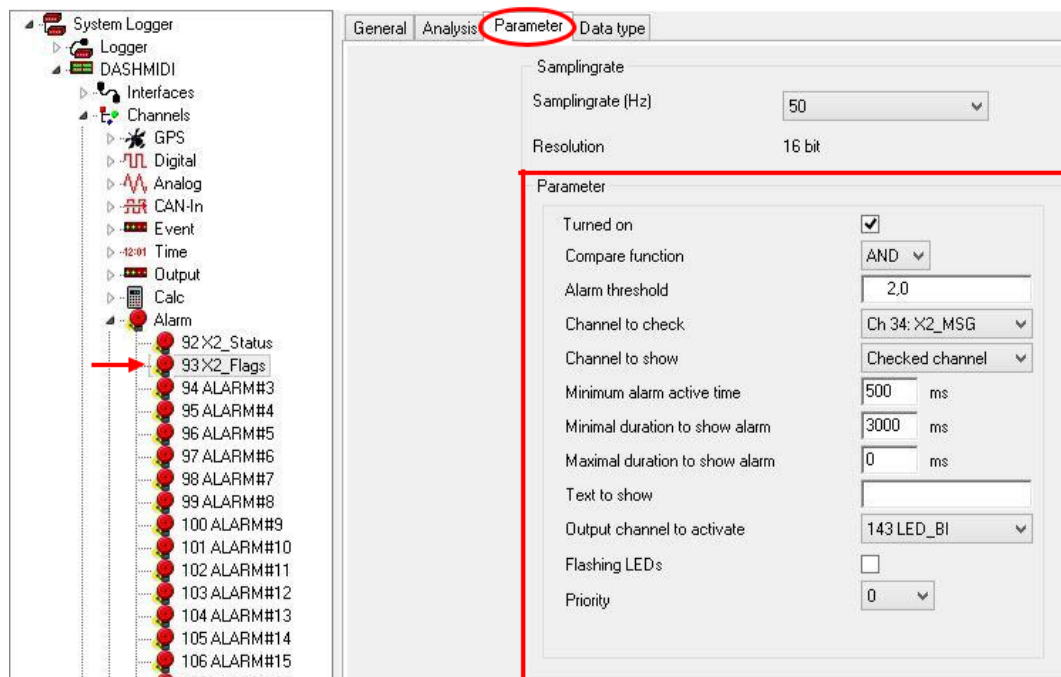 System Logger
Logger
DASHMIDI
Interfaces
Channels
GPS
Digital
Analog
CAN-In
Event
12:01 Time
Output
Calc
Alarm
92 X2_Status
93 X2_Flags
94 ALARM#3
95 ALARM#4
96 ALARM#5
97 ALARM#6
98 ALARM#7
99 ALARM#8
100 ALARM#9
101 ALARM#10
102 ALARM#11
103 ALARM#12
104 ALARM#13
105 ALARM#14
106 ALARM#15
General Analysis Parameter Data type
Samplingrate
Samplingrate (Hz) 50
Resolution 16 bit
Parameter
Turned on
Compare function AND
Alarm threshold 2,0
Channel to check Ch 34: X2_MSG
Channel to show Checked channel
Minimum alarm active time 500 ms
Minimal duration to show alarm 3000 ms
Maximal duration to show alarm 0 ms
Text to show
Output channel to activate 143 LED_BI
Flashing LEDs
Priority 0